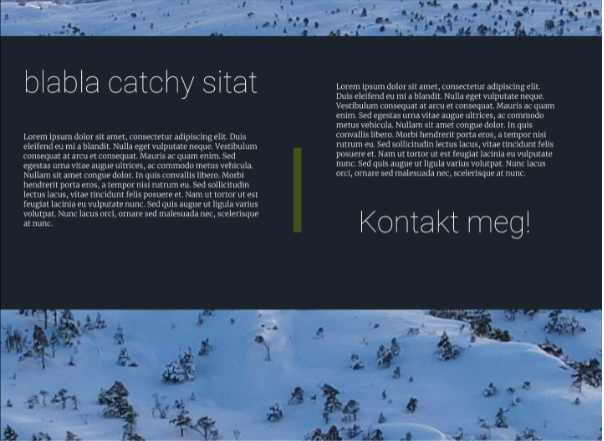 blabla catchy sitat
Lorem ipsum dolor sit amet, consectetur adipiscing elit. Duis
eleifend eu mi a blandit. Nulla eget vulputate neque. Vestibulum
consequat at arcu et consequat. Mauris ac quam enim. Sed
egestas urna vitae augue ultrices, ac commodo metus vehicula.
Nullam sit amet congue dolor. In quis convallis libero. Morbi
hendrerit porta eros, a tempor nisi rutrum eu. Sed sollicitudin
lectus lacus, vitae tincidunt felis posuere et. Nam ut tortor ut est
feugiat lacinia eu vulputate nunc. Sed quis augue ut ligula varius
volutpat. Nunc lacus orci, ornare sed malesuada nec, scelerisque
at nunc.
Lorem ipsum dolor sit amet, consectetur adipiscing elit.
Duis eleifend eu mi a blandit. Nulla eget vulputate neque.
Vestibulum consequat at arcu et consequat. Mauris ac quam
enim. Sed egestas urna vitae augue ultrices, ac commodo
metus vehicula. Nullam sit amet congue dolor. In quis
convallis libero. Morbi hendrerit porta eros, a tempor nisi
rutrum eu. Sed sollicitudin lectus lacus, vitae tincidunt felis
posuere et. Nam ut tortor ut est feugiat lacinia eu vulputate
nunc. Sed quis augue ut ligula varius volutpat. Nunc lacus
orci, ornare sed malesuada nec, scelerisque at nunc.
Kontakt meg!